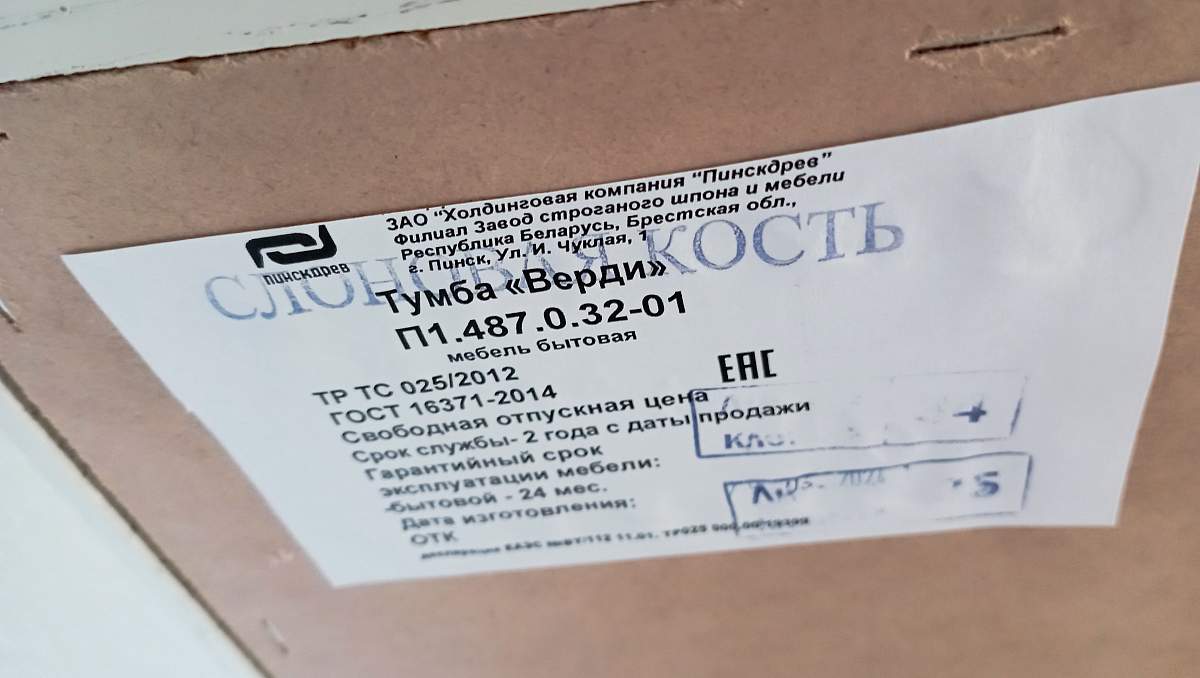 ЗАО "Холдинговая компания "Пинскдрев"
Филиал Завод строганого шпона и мебели
Республика Беларусь, Брестская обл.,
г. Пинск, Ул. И. Чуклая, 1
ПИНСКДРЕВ
СЛОНОВАЯ КОСТЬ
Тумба «Верди»
П1.487.0.32-01
мебель бытовая
ЕАС
ТР ТС 025/2012
ГОСТ 16371-2014
Свободная отпускная цена
Срок службы- 2 года с даты продажи
Гарантийный срок
эксплуатации мебели:
-бытовой - 24 мес.
Дата изготовления:
ОТК
5